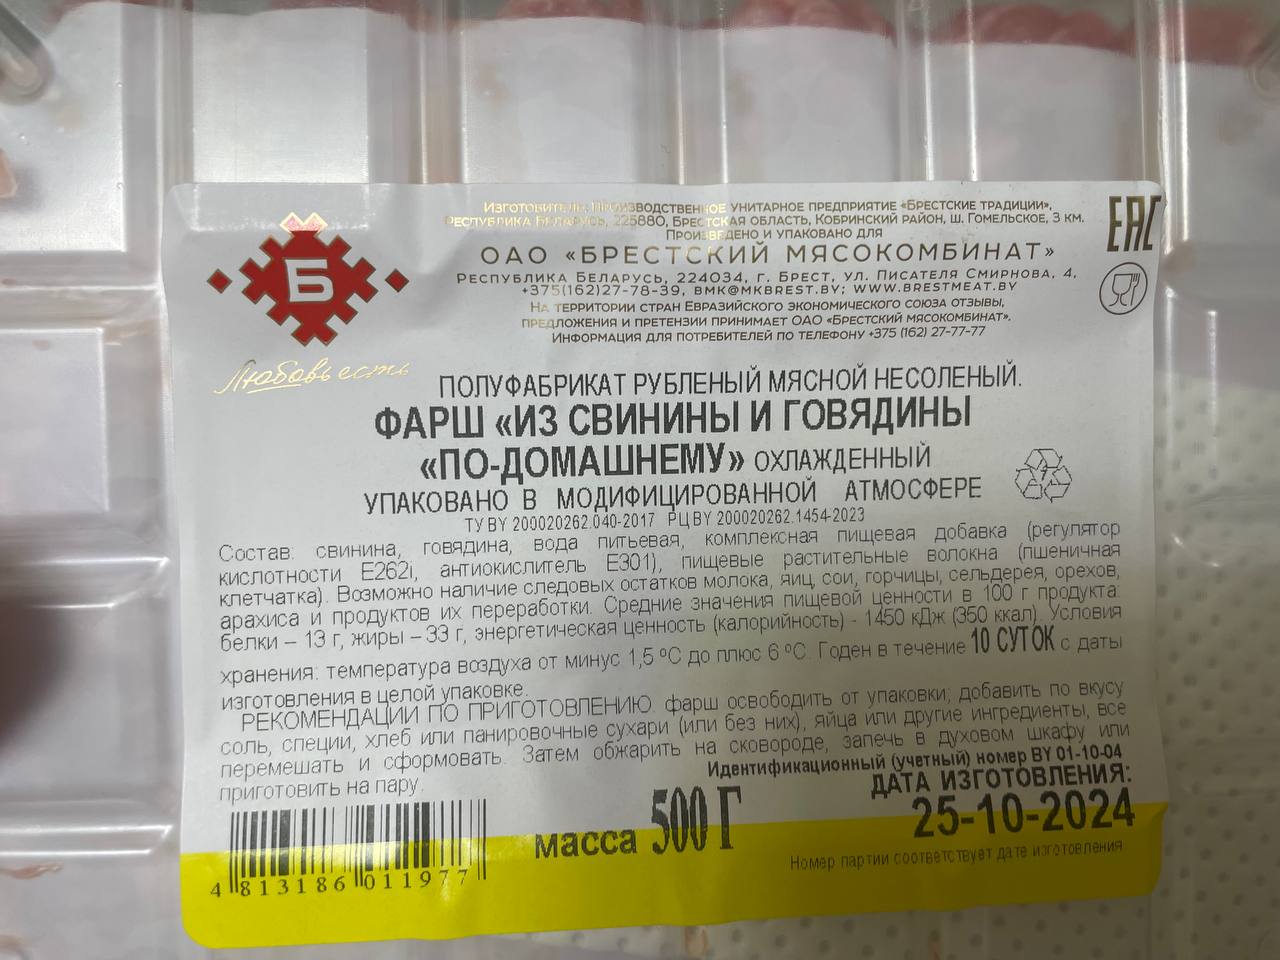 ИЗГОТОВИТЕЛЬ: ПРОИЗВОДСТВЕННОЕ УНИТАРНОЕ ПРЕДПРИЯТИЕ «БРЕСТСКИЕ ТРАДИЦИИ»,
РЕСПУБЛИКА БЕЛАРУСЬ, 225880, БРЕСТСКАЯ ОБЛАСТЬ, КОБРИНСКИЙ РАЙОН, Ш. ГОМЕЛЬСКОЕ, 3 КМ.
ПРОИЗВЕДЕНО И УПАКОВАНО ДЛЯ
ОАО «БРЕСТСКИЙ МЯСОКОМБИНАТ»
РЕСПУБЛИКА БЕЛАРУСЬ, 224034, Г. БРЕСТ, УЛ. ПИСАТЕЛЯ СМИРНОВА, 4,
+375(162)27-78-39, BMK@MKBREST.BY; WWW.BRESTMEAT.BY
НА ТЕРРИТОРИИ СТРАН ЕВРАЗИЙСКОГО ЭКОНОМИЧЕСКОГО СОЮЗА ОТЗЫВЫ,
ПРЕДЛОЖЕНИЯ И ПРЕТЕНЗИИ ПРИНИМАЕТ ОАО «БРЕСТСКИЙ МЯСОКОМБИНАТ».
ИНФОРМАЦИЯ ДЛЯ ПОТРЕБИТЕЛЕЙ ПО ТЕЛЕФОНУ +375 (162) 27-77-77
EAC
Б
Любовь есть
ПОЛУФАБРИКАТ РУБЛЕНЫЙ МЯСНОЙ НЕСОЛЕНЫЙ.
ФАРШ «ИЗ СВИНИНЫ И ГОВЯДИНЫ
«ПО-ДОМАШНЕМУ» ОХЛАЖДЕННЫЙ
УПАКОВАНО В МОДИФИЦИРОВАННОЙ АТМОСФЕРЕ
7
ТУ BY 200020262.040-2017 РЦ BY 200020262.1454-2023
Состав: свинина, говядина, вода питьевая, комплексная пищевая добавка (регулятор
кислотности Е262i, антиокислитель Е301), пищевые растительные волокна (пшеничная
клетчатка). Возможно наличие следовых остатков молока, яиц, сои, горчицы, сельдерея, орехов,
арахиса и продуктов их переработки. Средние значения пищевой ценности в 100 г продукта:
белки – 13 г, жиры – 33 г, энергетическая ценность (калорийность) - 1450 кДж (350 ккал). Условия
хранения: температура воздуха от минус 1,5 ºС до плюс 6 ºС. Годен в течение 10 СУТОК с даты
изготовления в целой упаковке.
РЕКОМЕНДАЦИИ ПО ПРИГОТОВЛЕНИЮ: фарш освободить от упаковки; добавить по вкусу
соль, специи, хлеб или панировочные сухари (или без них), яйца или другие ингредиенты, все
перемешать и сформовать. Затем обжарить на сковороде, запечь в духовом шкафу или
приготовить на пару.
Идентификационный (учетный) номер BY 01-10-04
ДАТА ИЗГОТОВЛЕНИЯ:
25-10-2024
масса 500 Г
Номер партии соответствует дате изготовления
4 813186 011977